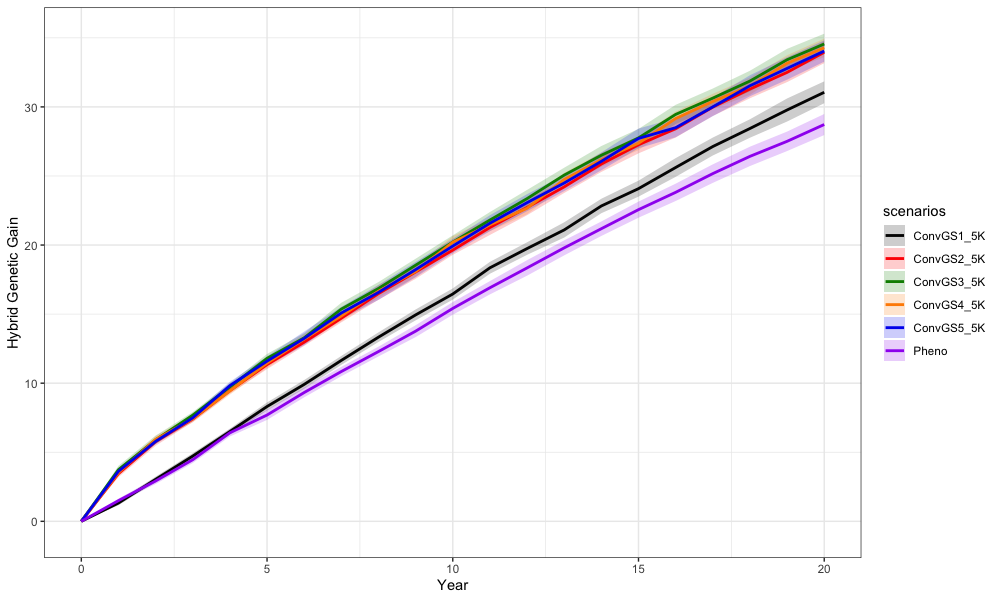 Hybrid Genetic Gain
30
20
10
0
0 5 10 15 20
Year
scenarios
ConvGS1_5K
ConvGS2_5K
ConvGS3_5K
ConvGS4_5K
ConvGS5_5K
Pheno